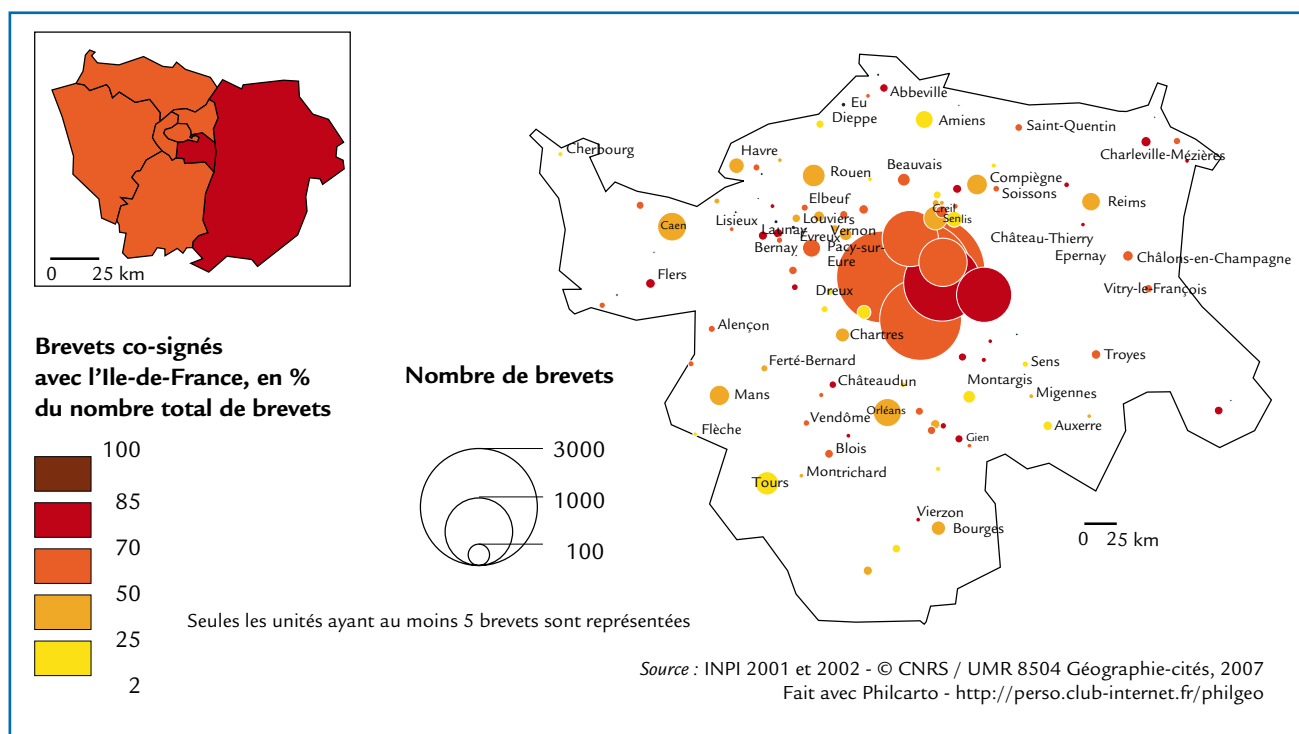 0 25 km
Brevets co-signés
avec l'Ile-de-France, en %
du nombre total de brevets
100
85
70
50
25
2
Nombre de brevets
3000
1000
100
Seules les unités ayant au moins 5 brevets sont représentées
Abbeville
Eu
Dieppe
Amiens
Saint-Quentin
Charleville-Mézières
Cherbourg
Havre
Rouen
Beauvais
Compiègne
Soissons
Reims
Elbeuf
Creil
Senlis
Caen
Lisieux
Louviers
Launay
Vernon
Evreux
Bernay
Pacy-sur-
Eure
Château-Thierry
Epernay
Châlons-en-Champagne
Vitry-le-François
Flers
Dreux
Alençon
Chartres
Ferté-Bernard
Sens
Troyes
Mans
Châteaudun
Montargis
Migennes
Flèche
Vendôme
Orléans
Auxerre
Blois
Gien
Tours
Montrichard
Vierzon
Bourges
0 25 km
Source : INPI 2001 et 2002 - © CNRS / UMR 8504 Géographie-cités, 2007
Fait avec Philcarto - http://perso.club-internet.fr/philgeo